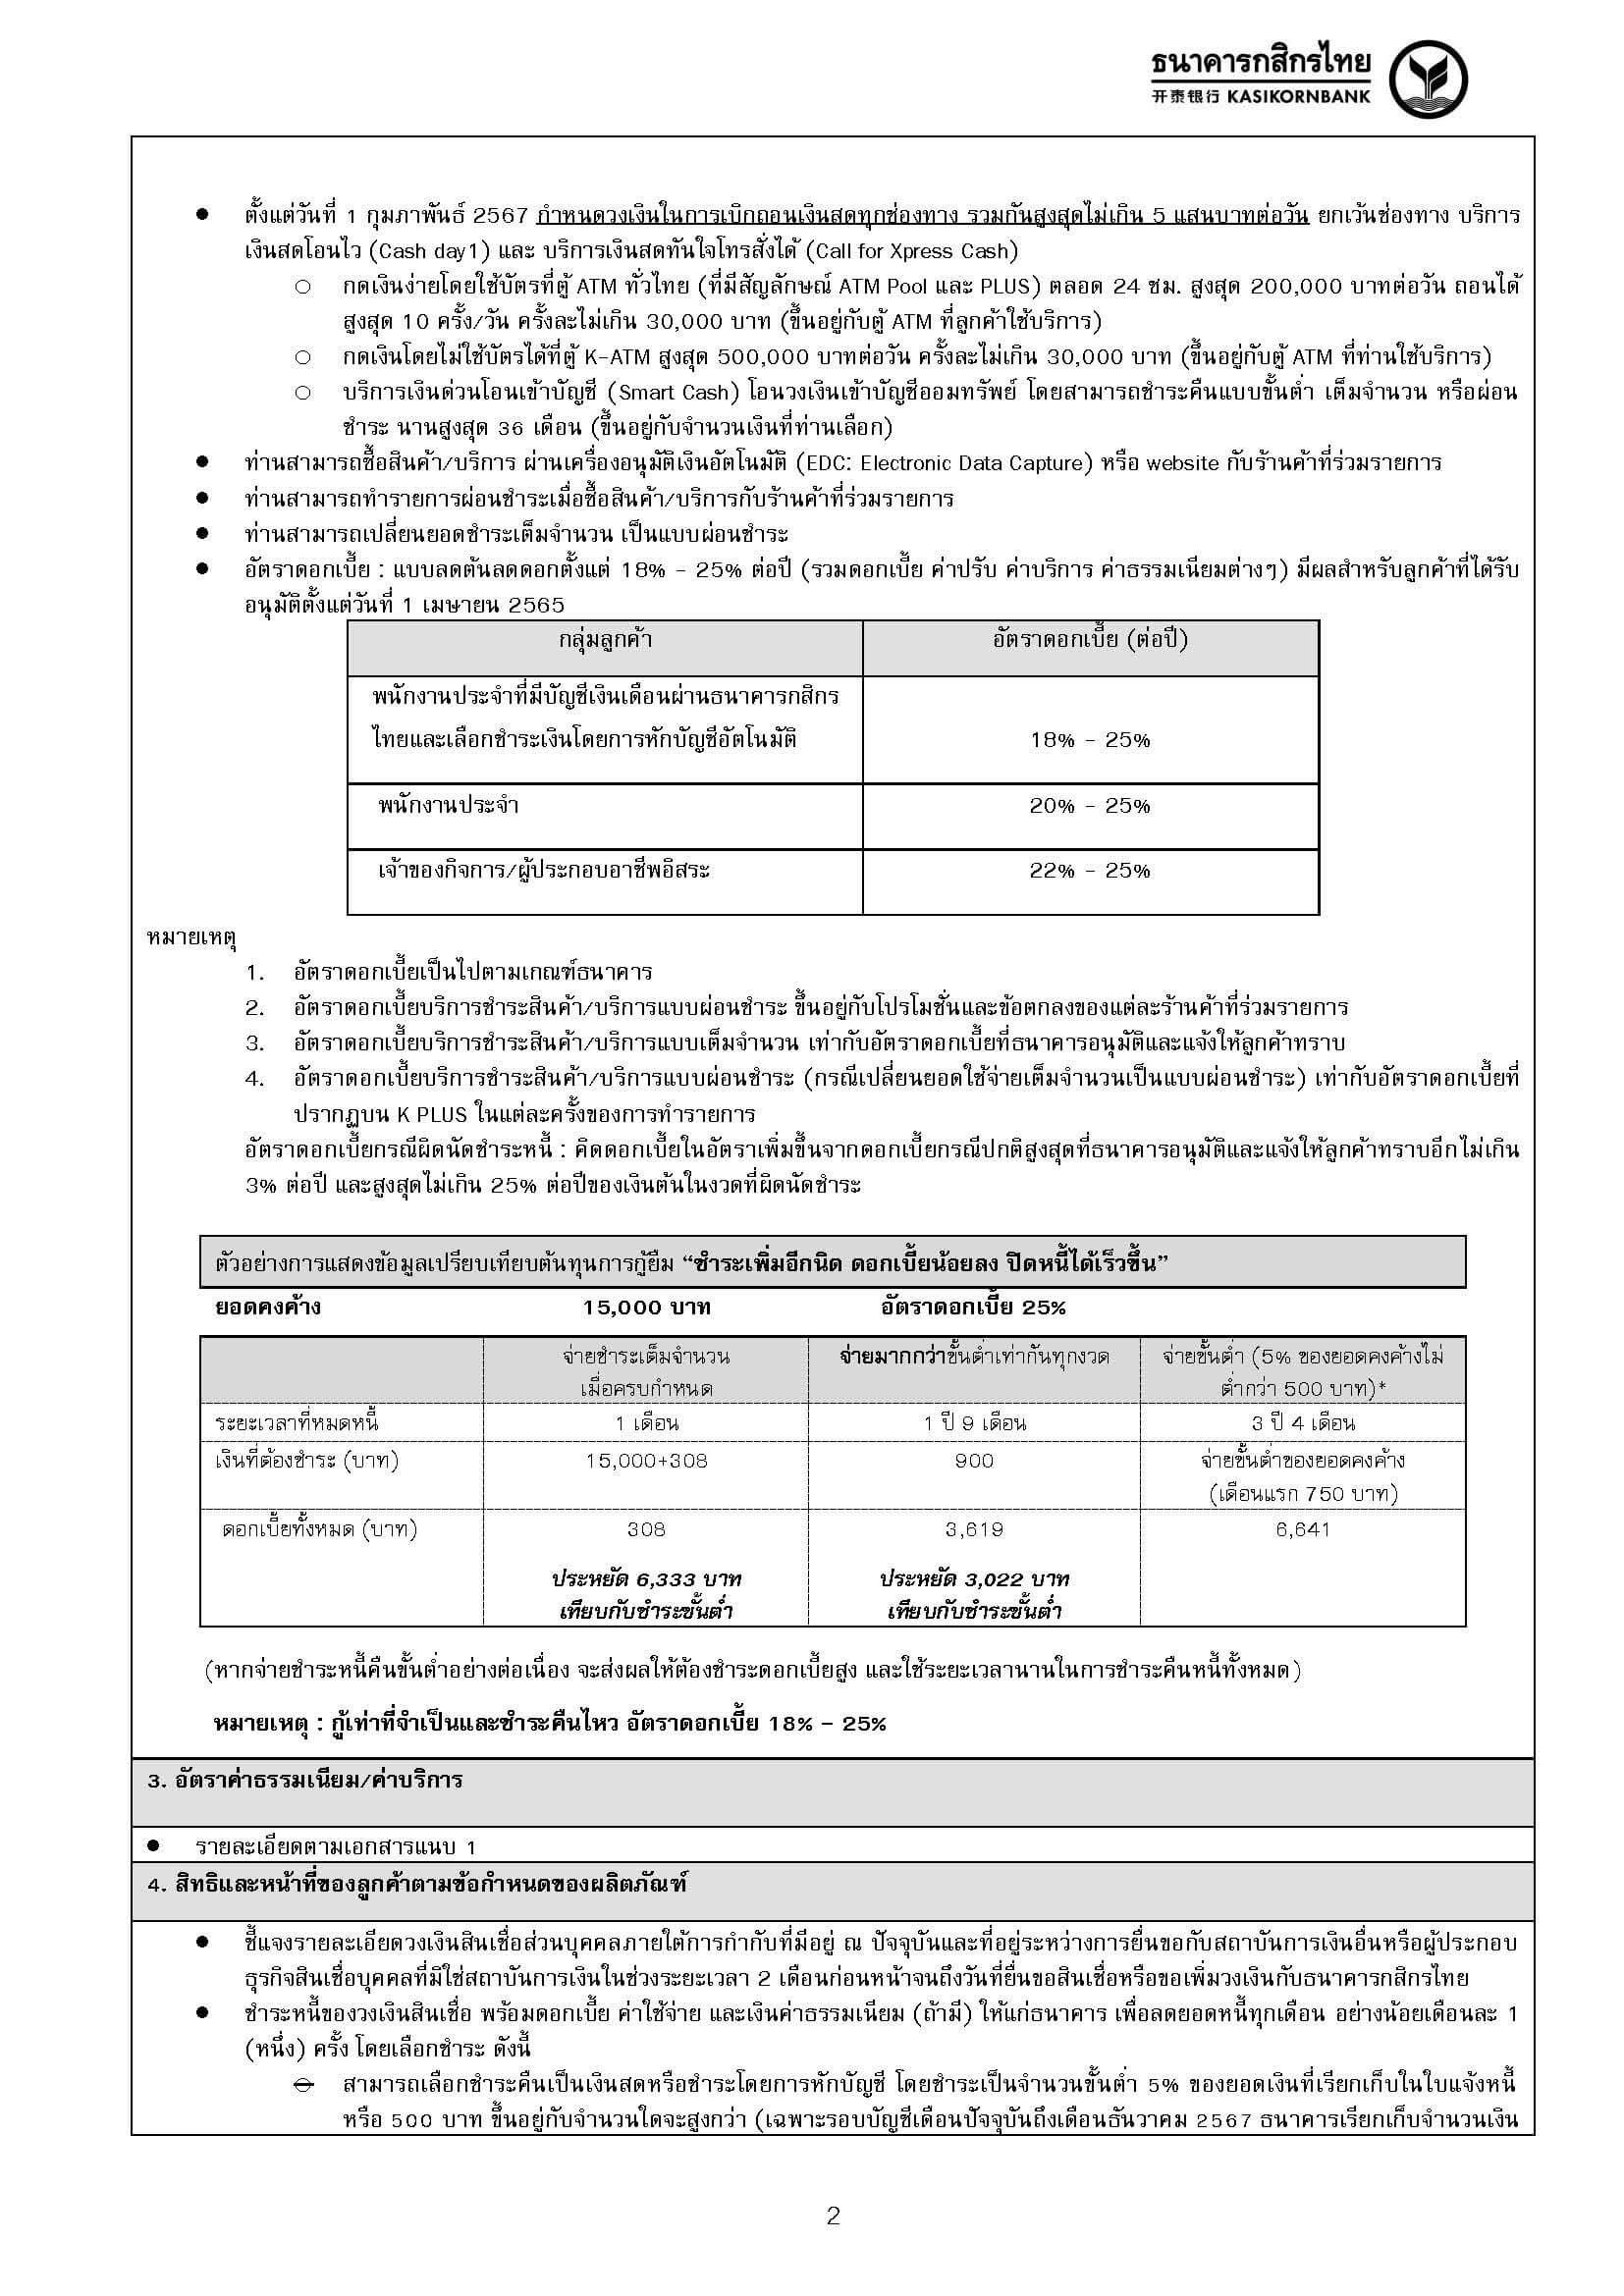 ธนาคารกสิกรไทย
开泰银行 KASIKORNBANK
● ตั้งแต่วันที่ 1 กุมภาพันธ์ 2567 กำหนดวงเงินในการเบิกถอนเงินสดทุกช่องทาง รวมกันสูงสุดไม่เกิน 5 แสนบาทต่อวัน ยกเว้นช่องทาง บริการ
เงินสดโอนไว (Cash day1) และ บริการเงินสดทันใจโทรสั่งได้ (Call for Xpress Cash)
○ กดเงินง่ายโดยใช้บัตรที่ตู้ ATM ทั่วไทย (ที่มีสัญลักษณ์ ATM Pool และ PLUS) ตลอด 24 ชม. สูงสุด 200,000 บาทต่อวัน ถอนได้
สูงสุด 10 ครั้ง/วัน ครั้งละไม่เกิน 30,000 บาท (ขึ้นอยู่กับตู้ ATM ที่ลูกค้าใช้บริการ)
○ กดเงินโดยไม่ใช้บัตรได้ที่ตู้ K-ATM สูงสุด 500,000 บาทต่อวัน ครั้งละไม่เกิน 30,000 บาท (ขึ้นอยู่กับตู้ ATM ที่ท่านใช้บริการ)
○ บริการเงินด่วนโอนเข้าบัญชี (Smart Cash) โอนวงเงินเข้าบัญชีออมทรัพย์ โดยสามารถชำระคืนแบบขั้นต่ำ เต็มจำนวน หรือผ่อน
ชำระ นานสูงสุด 36 เดือน (ขึ้นอยู่กับจำนวนเงินที่ท่านเลือก)
● ท่านสามารถซื้อสินค้า/บริการ ผ่านเครื่องอนุมัติเงินอัตโนมัติ (EDC: Electronic Data Capture) หรือ website กับร้านค้าที่ร่วมรายการ
● ท่านสามารถทำรายการผ่อนชำระเมื่อซื้อสินค้า/บริการกับร้านค้าที่ร่วมรายการ
● ท่านสามารถเปลี่ยนยอดชำระเต็มจำนวน เป็นแบบผ่อนชำระ
● อัตราดอกเบี้ย : แบบลดต้นลดดอกตั้งแต่ 18% - 25% ต่อปี (รวมดอกเบี้ย ค่าปรับ ค่าบริการ ค่าธรรมเนียมต่างๆ) มีผลสำหรับลูกค้าที่ได้รับ
อนุมัติตั้งแต่วันที่ 1 เมษายน 2565
กลุ่มลูกค้า อัตราดอกเบี้ย (ต่อปี)
พนักงานประจำที่มีบัญชีเงินเดือนผ่านธนาคารกสิกร
ไทยและเลือกชำระเงินโดยการหักบัญชีอัตโนมัติ 18% - 25%
พนักงานประจำ 20% - 25%
เจ้าของกิจการ/ผู้ประกอบอาชีพอิสระ 22% - 25%
หมายเหตุ
1. อัตราดอกเบี้ยเป็นไปตามเกณฑ์ธนาคาร
2. อัตราดอกเบี้ยบริการชำระสินค้า/บริการแบบผ่อนชำระ ขึ้นอยู่กับโปรโมชั่นและข้อตกลงของแต่ละร้านค้าที่ร่วมรายการ
3. อัตราดอกเบี้ยบริการชำระสินค้า/บริการแบบเต็มจำนวน เท่ากับอัตราดอกเบี้ยที่ธนาคารอนุมัติและแจ้งให้ลูกค้าทราบ
4. อัตราดอกเบี้ยบริการชำระสินค้า/บริการแบบผ่อนชำระ (กรณีเปลี่ยนยอดใช้จ่ายเต็มจำนวนเป็นแบบผ่อนชำระ) เท่ากับอัตราดอกเบี้ยที่
ปรากฏบน K PLUS ในแต่ละครั้งของการทำรายการ
อัตราดอกเบี้ยกรณีผิดนัดชำระหนี้ : คิดดอกเบี้ยในอัตราเพิ่มขึ้นจากดอกเบี้ยกรณีปกติสูงสุดที่ธนาคารอนุมัติและแจ้งให้ลูกค้าทราบอีกไม่เกิน
3% ต่อปี และสูงสุดไม่เกิน 25% ต่อปีของเงินต้นในงวดที่ผิดนัดชำระ
ตัวอย่างการแสดงข้อมูลเปรียบเทียบต้นทุนการกู้ยืม “ชำระเพิ่มอีกนิด ดอกเบี้ยน้อยลง ปิดหนี้ได้เร็วขึ้น”
ยอดคงค้าง 15,000 บาท อัตราดอกเบี้ย 25%
จ่ายชำระเต็มจำนวน จ่ายมากกว่าขั้นต่ำเท่ากันทุกงวด จ่ายขั้นต่ำ (5% ของยอดคงค้างไม่
เมื่อครบกำหนด ต่ำกว่า 500 บาท)*
ระยะเวลาที่หมดหนี้ 1 เดือน 1 ปี 9 เดือน 3 ปี 4 เดือน
เงินที่ต้องชำระ (บาท) 15,000+308 900 จ่ายขั้นต่ำของยอดคงค้าง
(เดือนแรก 750 บาท)
ดอกเบี้ยทั้งหมด (บาท) 308 3,619 6,641
ประหยัด 6,333 บาท ประหยัด 3,022 บาท
เทียบกับชำระขั้นต่ำ เทียบกับชำระขั้นต่ำ
(หากจ่ายชำระหนี้คืนขั้นต่ำอย่างต่อเนื่อง จะส่งผลให้ต้องชำระดอกเบี้ยสูง และใช้ระยะเวลานานในการชำระคืนหนี้ทั้งหมด)
หมายเหตุ : กู้เท่าที่จำเป็นและชำระคืนไหว อัตราดอกเบี้ย 18% – 25%
3. อัตราค่าธรรมเนียม/ค่าบริการ
● รายละเอียดตามเอกสารแนบ 1
4. สิทธิและหน้าที่ของลูกค้าตามข้อกำหนดของผลิตภัณฑ์
● ชี้แจงรายละเอียดวงเงินสินเชื่อส่วนบุคคลภายใต้การกำกับที่มีอยู่ ณ ปัจจุบันและที่อยู่ระหว่างการยื่นขอกับสถาบันการเงินอื่นหรือผู้ประกอบ
ธุรกิจสินเชื่อบุคคลที่มิใช่สถาบันการเงินในช่วงระยะเวลา 2 เดือนก่อนหน้าจนถึงวันที่ยื่นขอสินเชื่อหรือขอเพิ่มวงเงินกับธนาคารกสิกรไทย
● ชำระหนี้ของวงเงินสินเชื่อ พร้อมดอกเบี้ย ค่าใช้จ่าย และเงินค่าธรรมเนียม (ถ้ามี) ให้แก่ธนาคาร เพื่อลดยอดหนี้ทุกเดือน อย่างน้อยเดือนละ 1
(หนึ่ง) ครั้ง โดยเลือกชำระ ดังนี้
○ สามารถเลือกชำระคืนเป็นเงินสดหรือชำระโดยการหักบัญชี โดยชำระเป็นจำนวนขั้นต่ำ 5% ของยอดเงินที่เรียกเก็บในใบแจ้งหนี้
หรือ 500 บาท ขึ้นอยู่กับจำนวนใดจะสูงกว่า (เฉพาะรอบบัญชีเดือนปัจจุบันถึงเดือนธันวาคม 2567 ธนาคารเรียกเก็บจำนวนเงิน
2